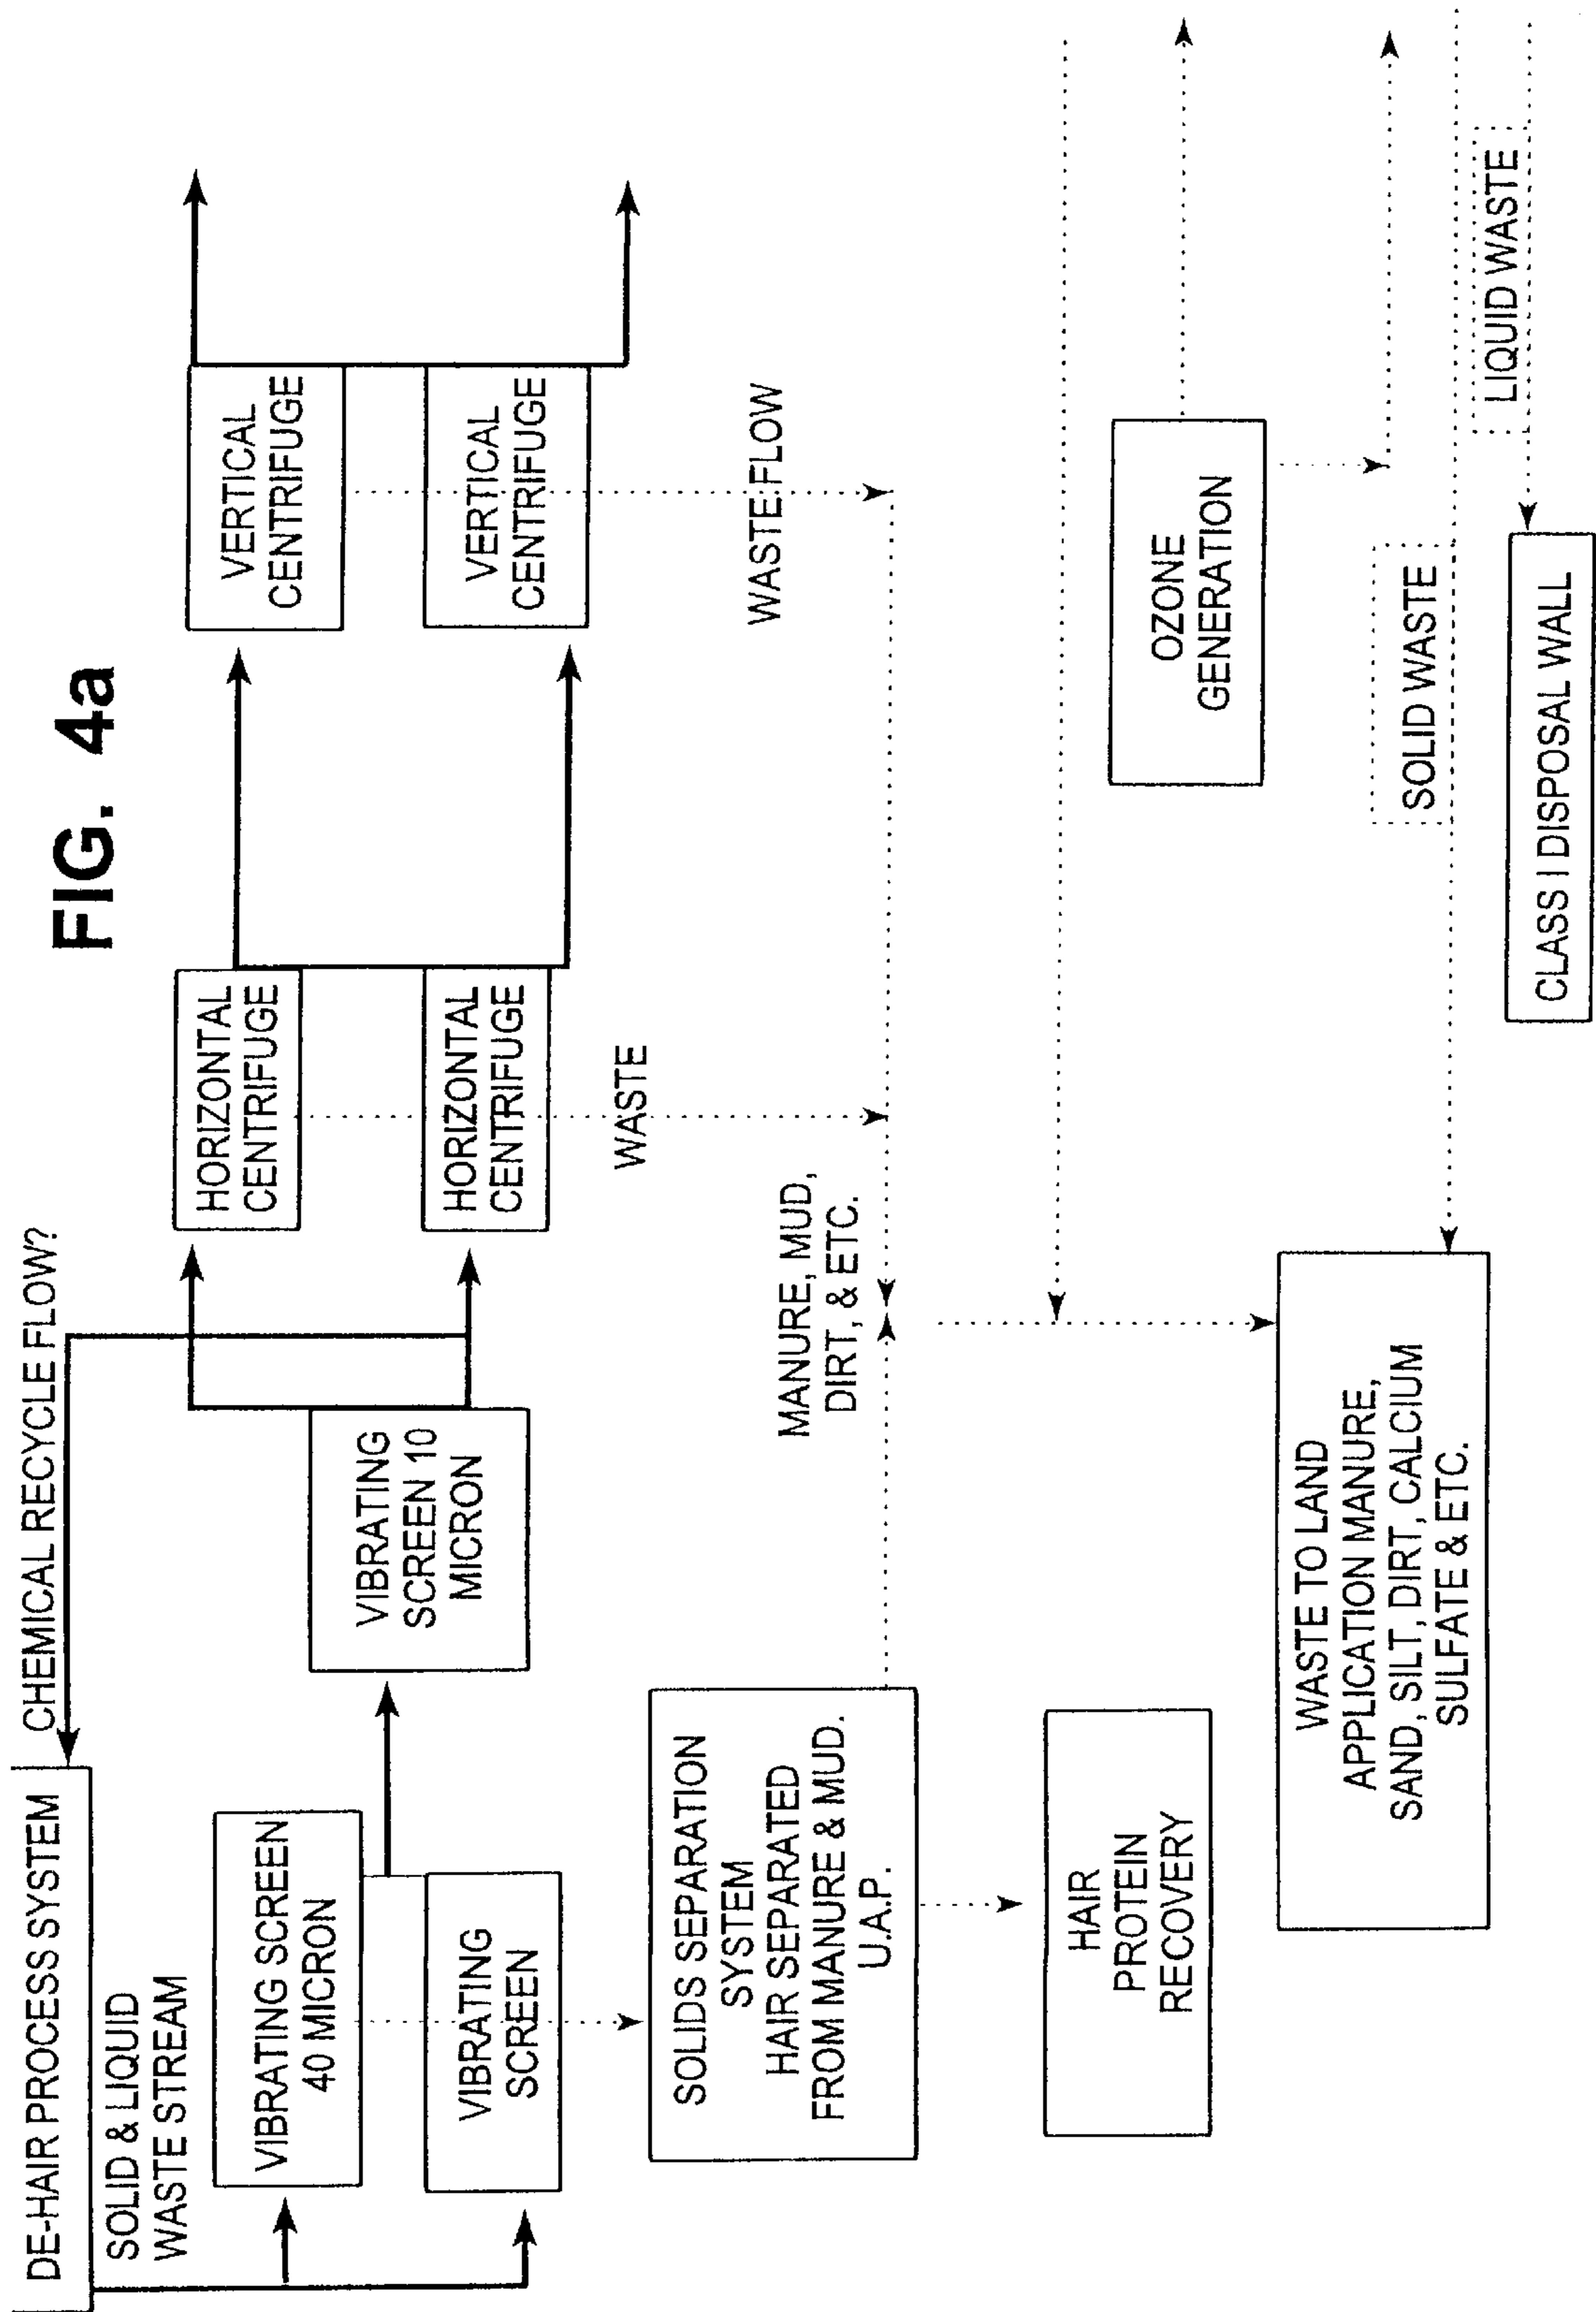 FIG. 4a
DE-HAIR PROCESS SYSTEM
CHEMICAL RECYCLE FLOW?
SOLID & LIQUID
WASTE STREAM
VIBRATING SCREEN
40 MICRON
VIBRATING
SCREEN
VIBRATING
SCREEN 10
MICRON
HORIZONTAL
CENTRIFUGE
HORIZONTAL
CENTRIFUGE
VERTICAL
CENTRIFUGE
VERTICAL
CENTRIFUGE
WASTE
WASTE FLOW
SOLIDS SEPARATION
SYSTEM
HAIR SEPARATED
FROM MANURE & MUD.
U.A.P.
MANURE, MUD,
DIRT, & ETC.
HAIR
PROTEIN
RECOVERY
OZONE
GENERATION
WASTE TO LAND
APPLICATION MANURE,
SAND, SILT, DIRT, CALCIUM
SULFATE & ETC.
SOLID WASTE
LIQUID WASTE
CLASS I DISPOSAL WALL